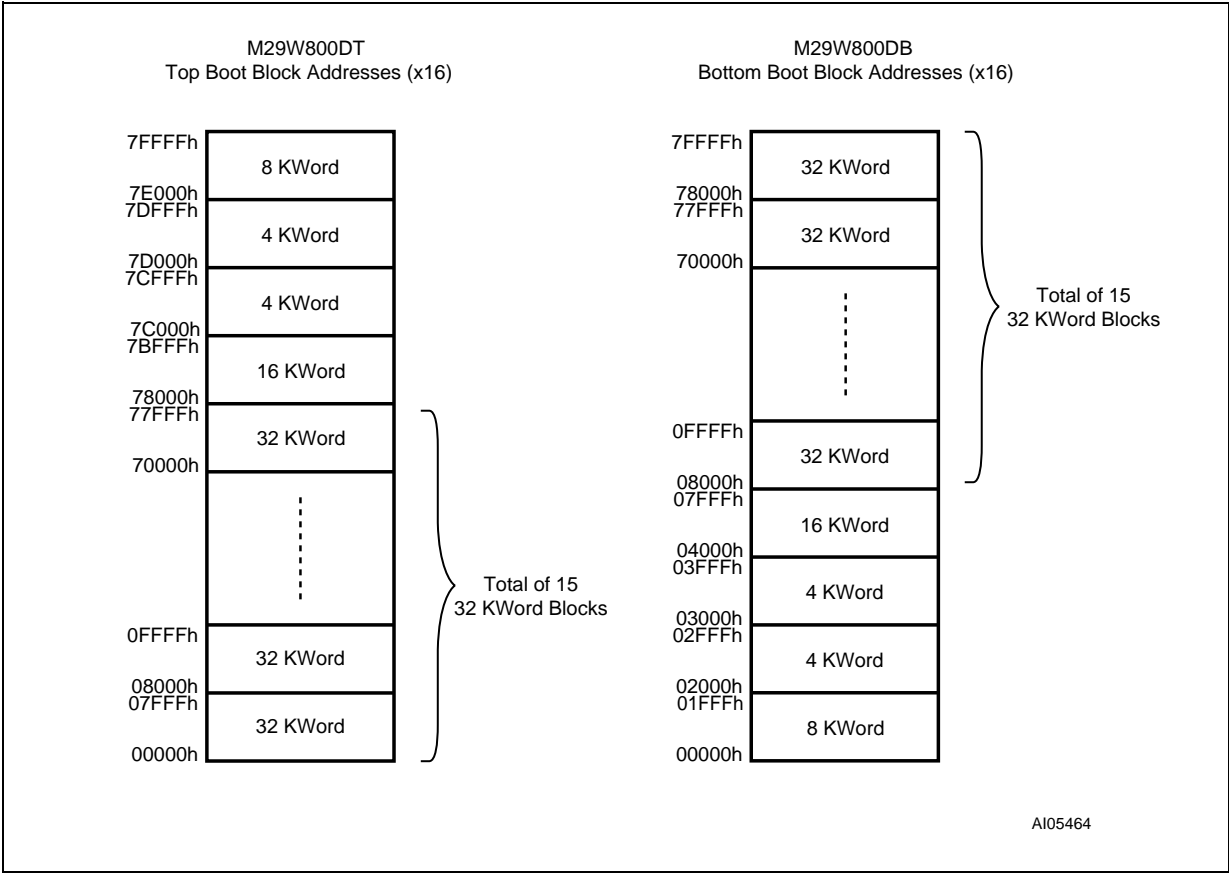 M29W800DT
Top Boot Block Addresses (x16)
7FFFFh
8 KWord
7E000h
7DFFFh
4 KWord
7D000h
7CFFFh
4 KWord
7C000h
7BFFFh
16 KWord
78000h
77FFFh
32 KWord
70000h
Total of 15
32 KWord Blocks
0FFFFh
32 KWord
08000h
07FFFh
32 KWord
00000h
M29W800DB
Bottom Boot Block Addresses (x16)
7FFFFh
32 KWord
78000h
77FFFh
32 KWord
70000h
Total of 15
32 KWord Blocks
0FFFFh
32 KWord
08000h
07FFFh
16 KWord
04000h
03FFFh
4 KWord
03000h
02FFFh
4 KWord
02000h
01FFFh
8 KWord
00000h
AI05464